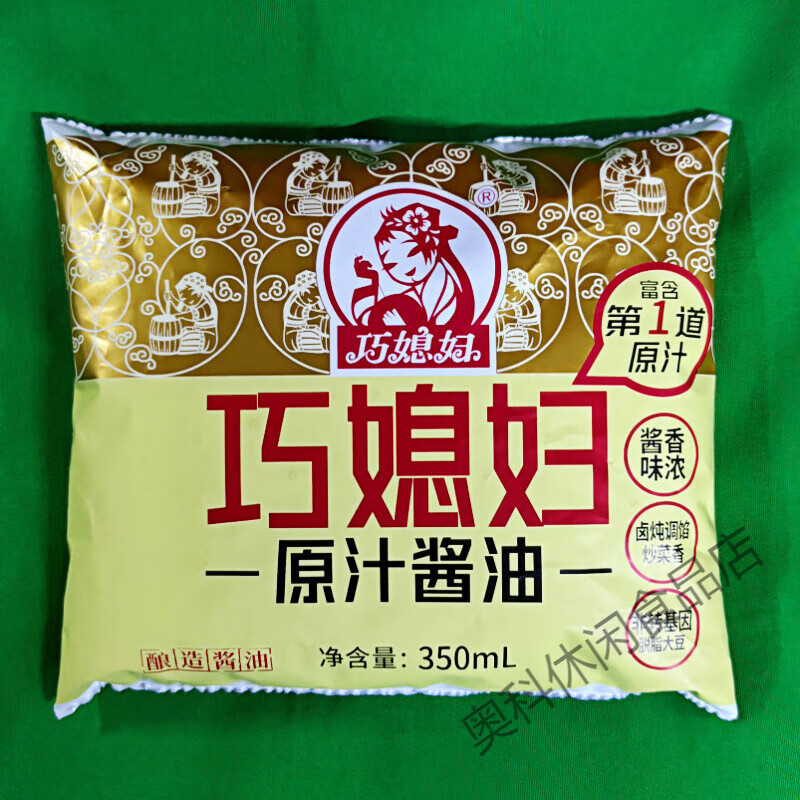 ®
巧媳妇
富含
第1道
原汁
巧媳妇
原汁酱油
酱香
味浓
卤炖调馅
炒菜香
非转基因
脱脂大豆
酿造酱油
净含量：350mL
奥科休闲食品店